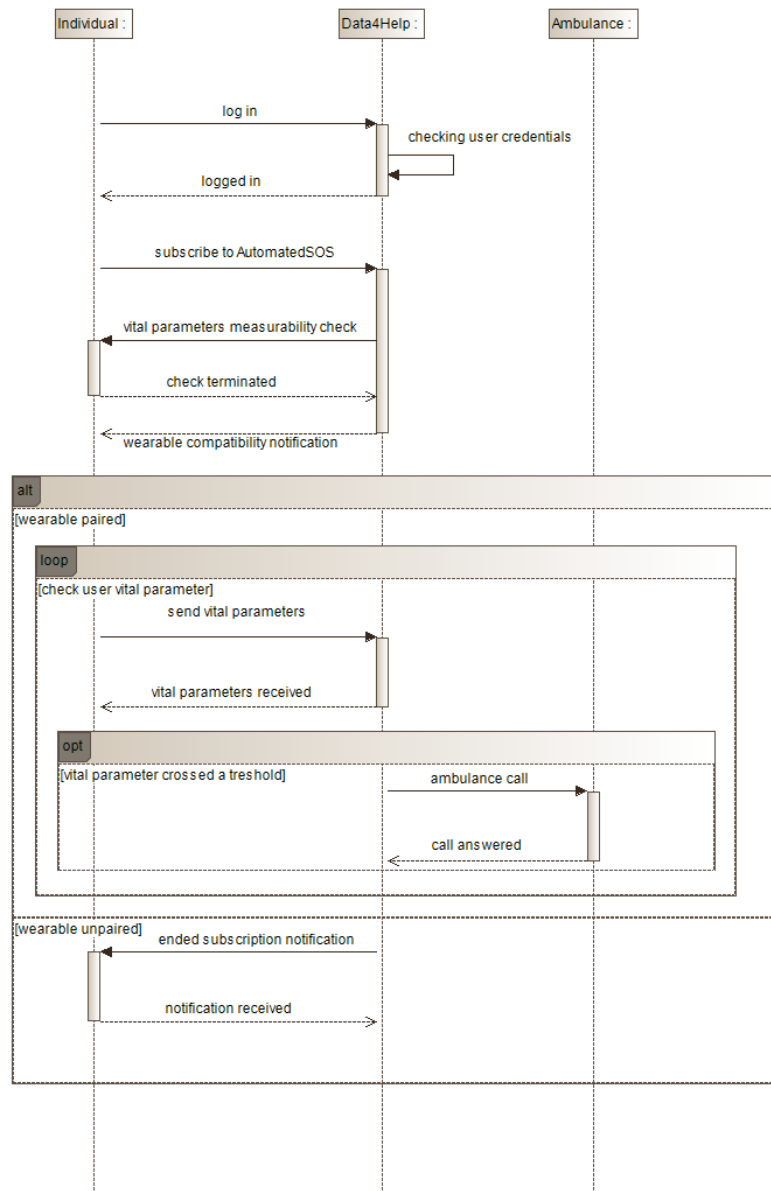 Individual :
Data4Help :
Ambulance :
log in
checking user credentials
logged in
subscribe to AutomatedSOS
vital parameters measurability check
check terminated
wearable compatibility notification
alt
[wearable paired]
loop
[check user vital parameter]
send vital parameters
vital parameters received
opt
[vital parameter crossed a treshold]
ambulance call
call answered
[wearable unpaired]
ended subscription notification
notification received